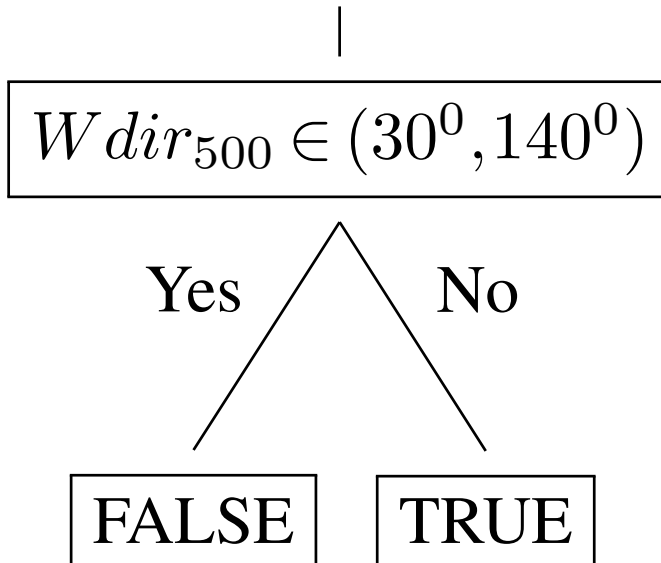 Wdir₅₀₀ ∈ (30⁰, 140⁰)
Yes No
FALSE TRUE